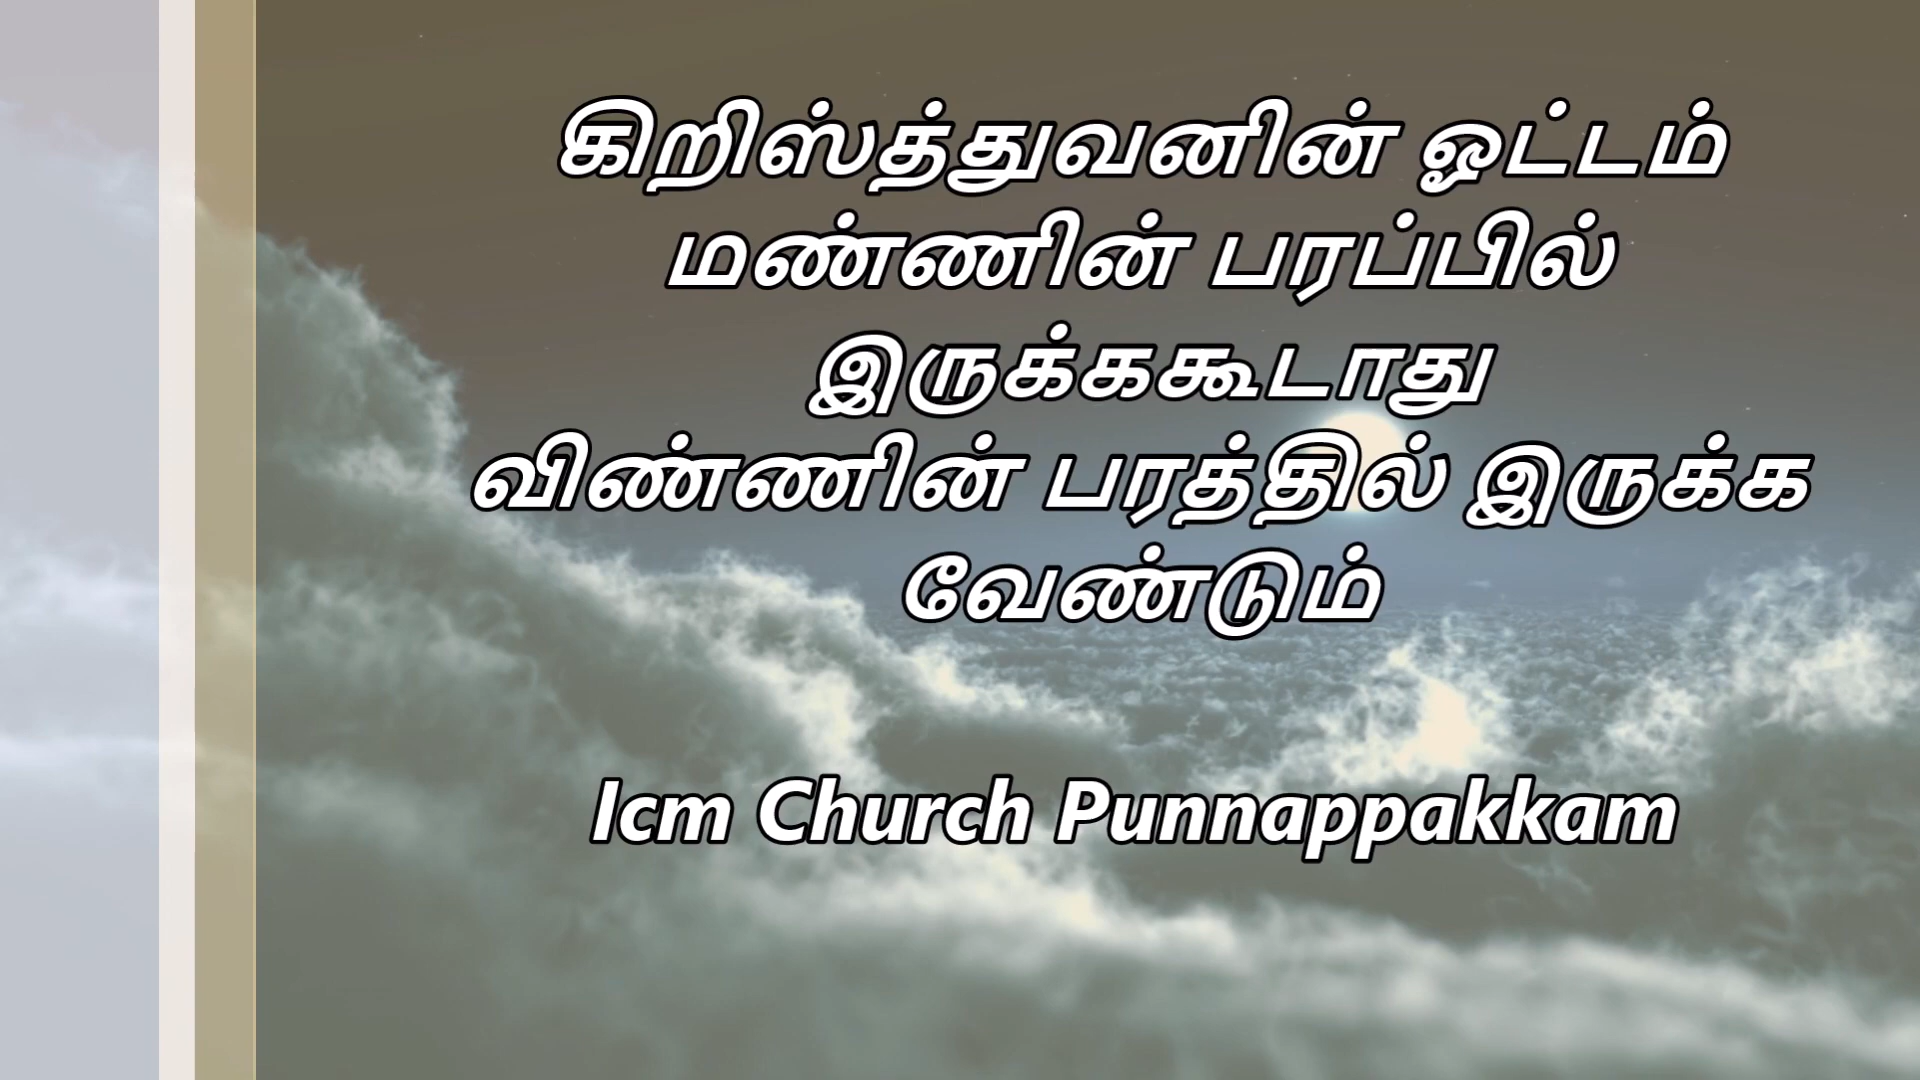 கிறிஸ்த்துவனின் ஓட்டம்
மண்ணின் பரப்பில்
இருக்ககூடாது
விண்ணின் பரத்தில் இருக்க
வேண்டும்
Icm Church Punnappakkam